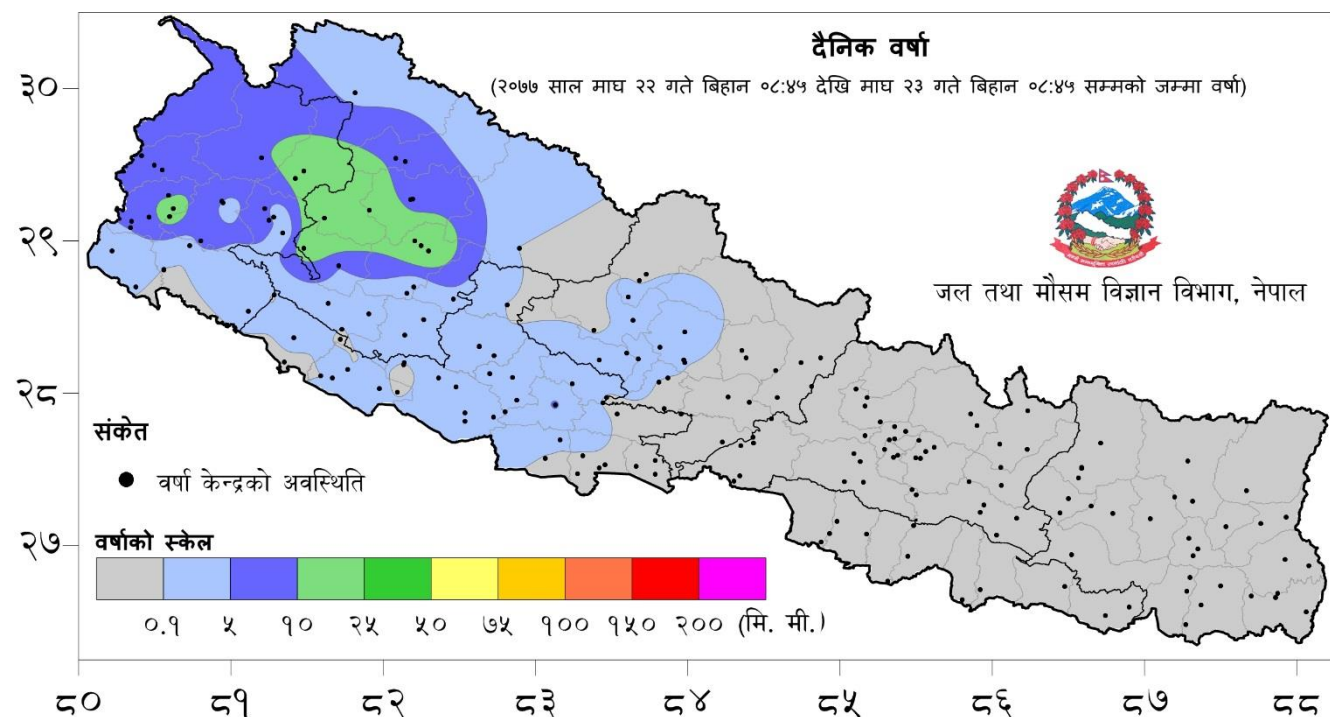 दैनिक वर्षा
(२०७७ साल माघ २२ गते बिहान ०८:४५ देखि माघ २३ गते बिहान ०८:४५ सम्मको जम्मा वर्षा)
३०
२९
जल तथा मौसम विज्ञान विभाग, नेपाल
२८
संकेत
वर्षा केन्द्रको अवस्थिति
२७
वर्षाको स्केल
०.१ ५ १० २५ ५० ७५ १०० १५० २०० (मि. मी.)
८० ८१ ८२ ८३ ८४ ८५ ८६ ८७ ८८